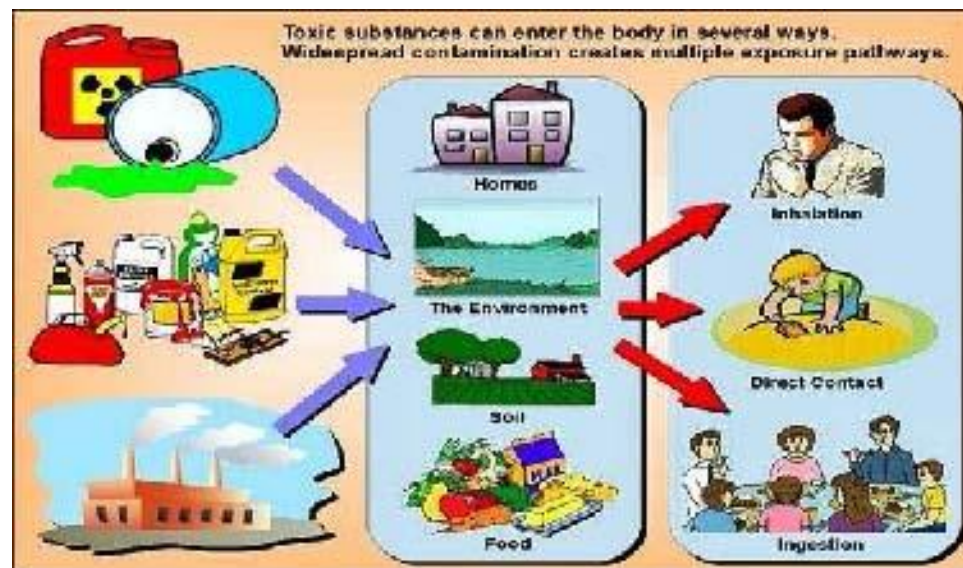 Toxic substances can enter the body in several ways.
Widespread contamination creates multiple exposure pathways.
Homes
The Environment
Soil
Food
Inhalation
Direct Contact
Ingestion